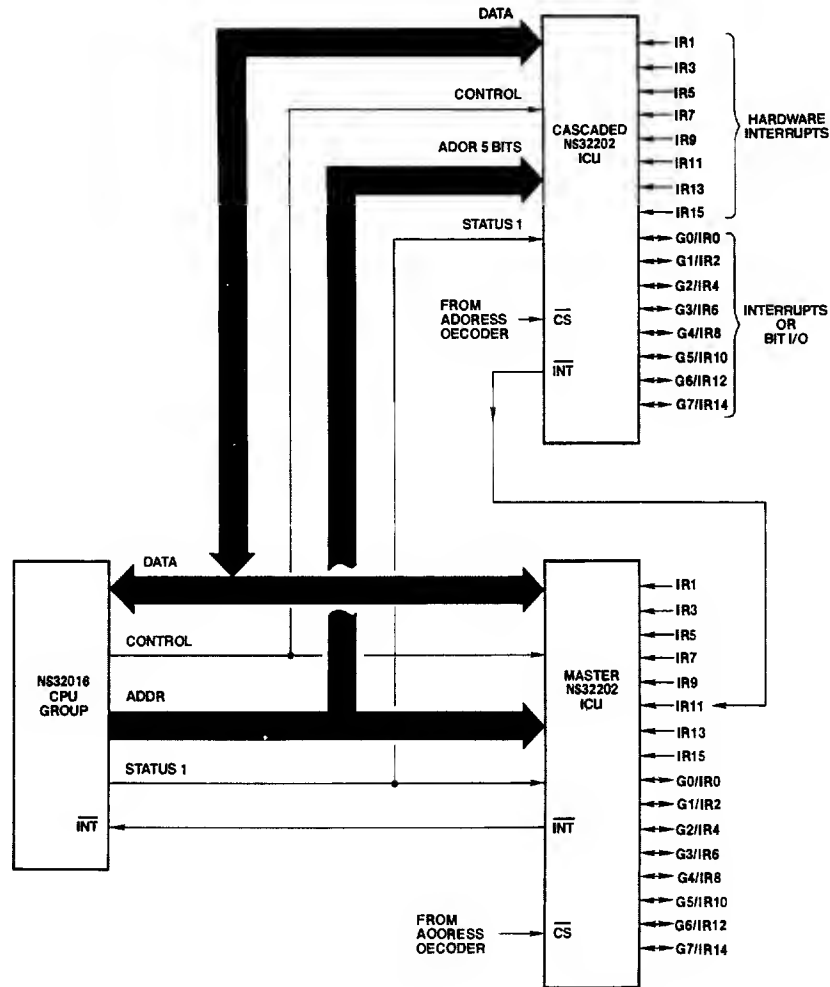 DATA
CONTROL
ADOR 5 BITS
STATUS 1
FROM
ADORESS
OECODER
CS
INT
CASCADED
NS32202
ICU
IR1
IR3
IR5
IR7
IR9
IR11
IR13
IR15
G0/IR0
G1/IR2
G2/IR4
G3/IR6
G4/IR8
G5/IR10
G6/IR12
G7/IR14
HARDWARE
INTERRUPTS
INTERRUPTS
OR
BIT I/O
NS32016
CPU
GROUP
INT
DATA
CONTROL
ADDR
STATUS 1
MASTER
NS32202
ICU
INT
FROM
AOORESS
OECODER
CS
IR1
IR3
IR5
IR7
IR9
IR11
IR13
IR15
G0/IR0
G1/IR2
G2/IR4
G3/IR6
G4/IR8
G5/IR10
G6/IR12
G7/IR14